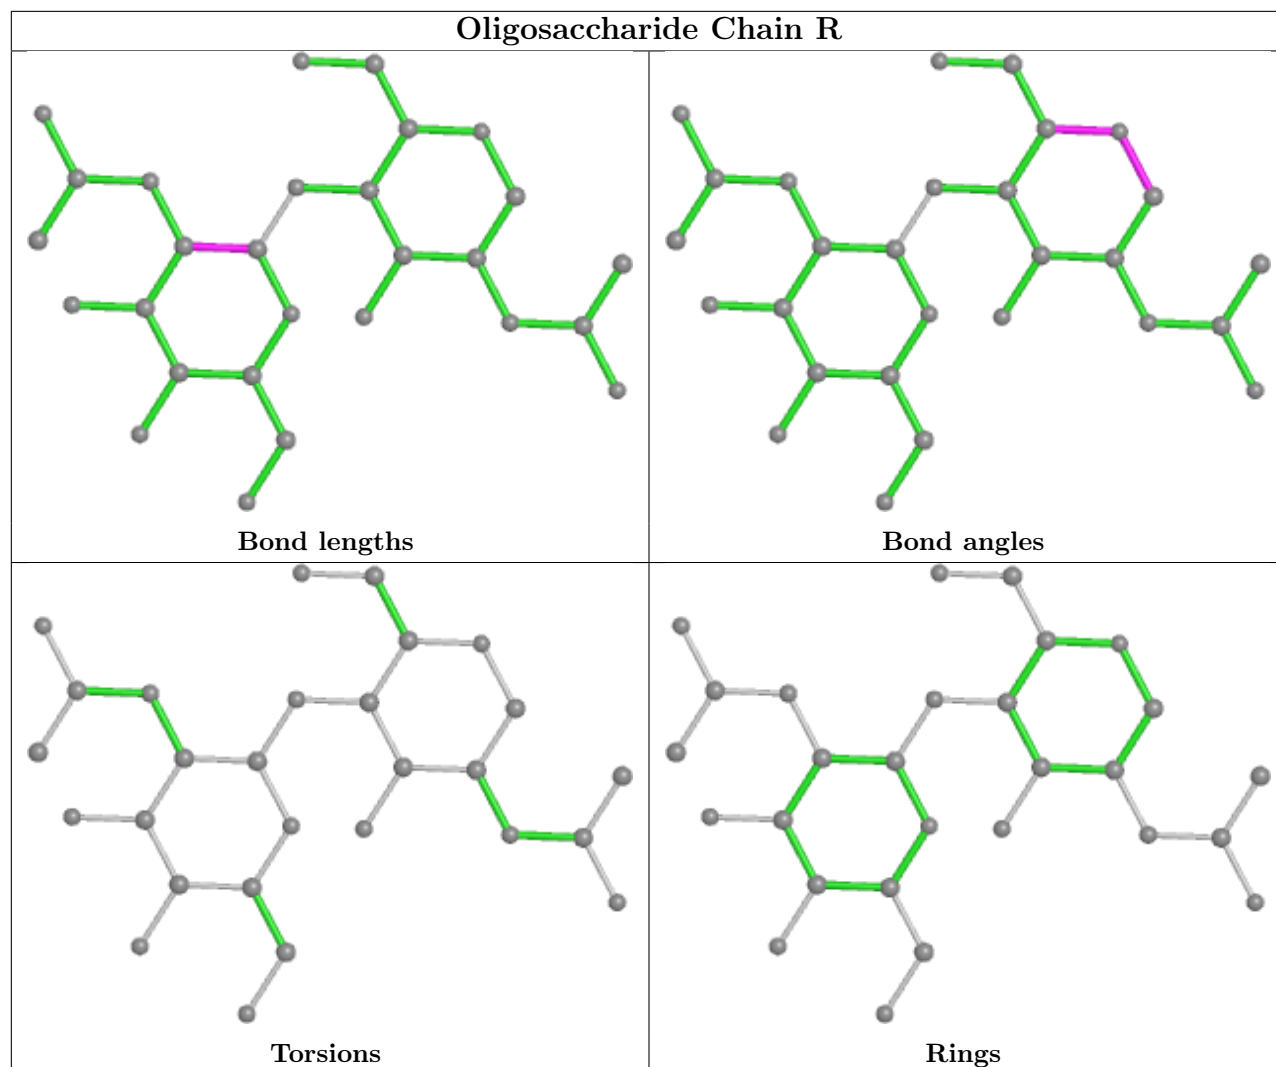 Oligosaccharide Chain R
Bond lengths
Bond angles
Torsions
Rings